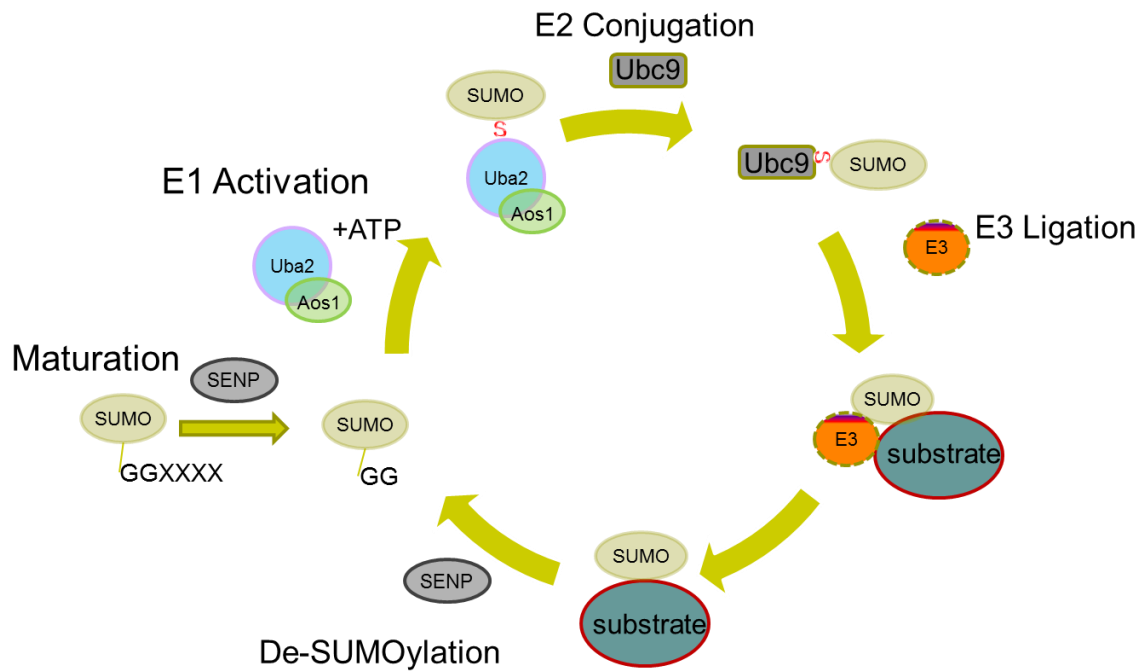 E2 Conjugation
Ubc9
SUMO
S
Uba2
Aos1
Ubc9
S
SUMO
E1 Activation
+ATP
Uba2
Aos1
E3
E3 Ligation
Maturation
SENP
SUMO
GGXXXX
SUMO
GG
SUMO
E3
substrate
SUMO
substrate
SENP
De-SUMOylation